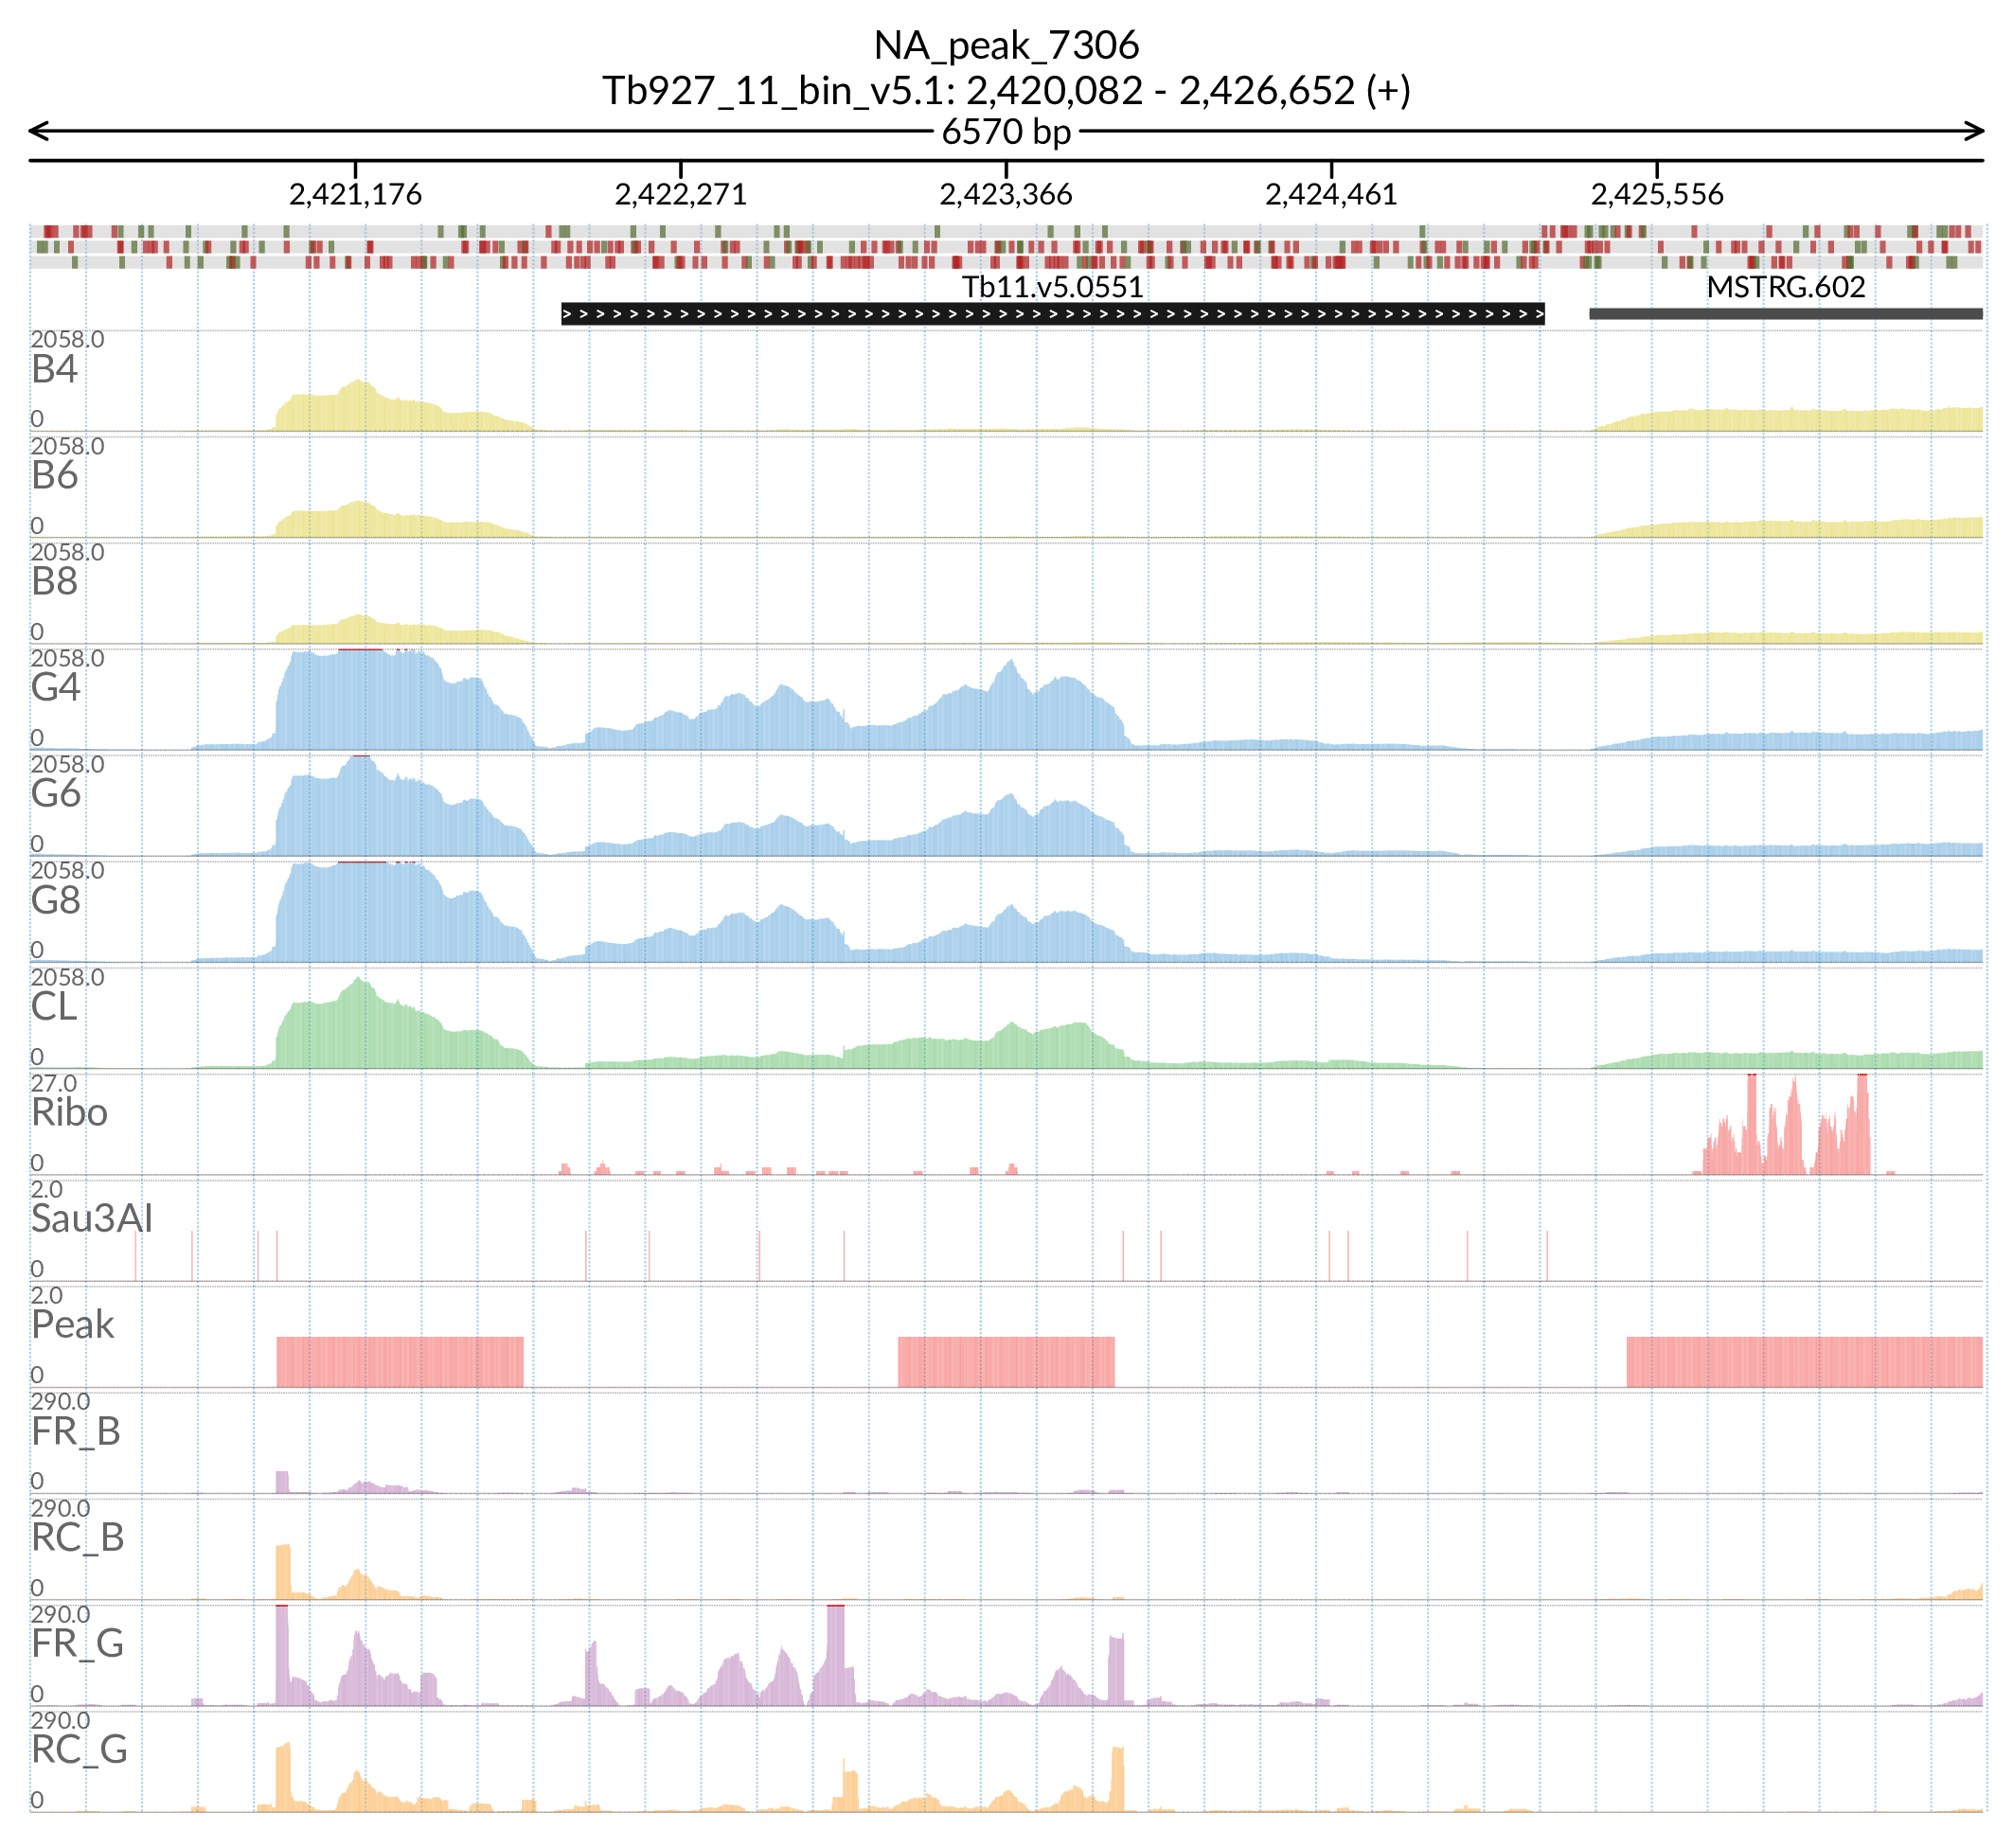 NA_peak_7306
Tb927_11_bin_v5.1: 2,420,082 - 2,426,652 (+)
6570 bp
2,421,176 2,422,271 2,423,366 2,424,461 2,425,556
Tb11.v5.0551 MSTRG.602
2058.0
B4
0
2058.0
B6
0
2058.0
B8
0
2058.0
G4
0
2058.0
G6
0
2058.0
G8
0
2058.0
CL
0
27.0
Ribo
0
2.0
Sau3AI
0
2.0
Peak
0
290.0
FR_B
0
290.0
RC_B
0
290.0
FR_G
0
290.0
RC_G
0